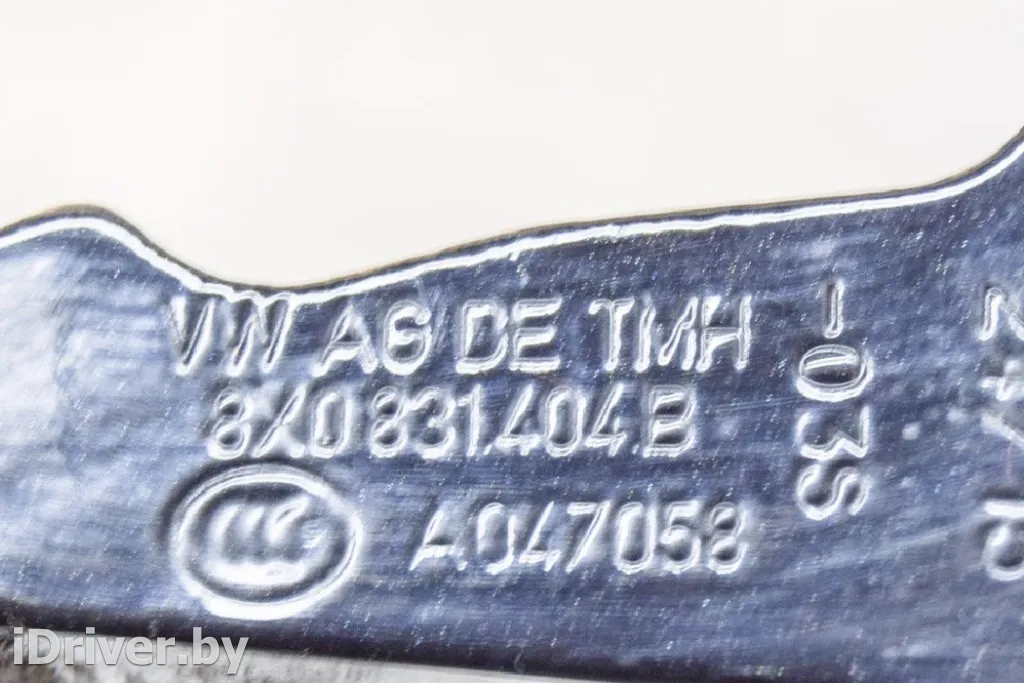 VW AG DE TMH
8X0 831.404.B
A047058
-03S
iDriver.by